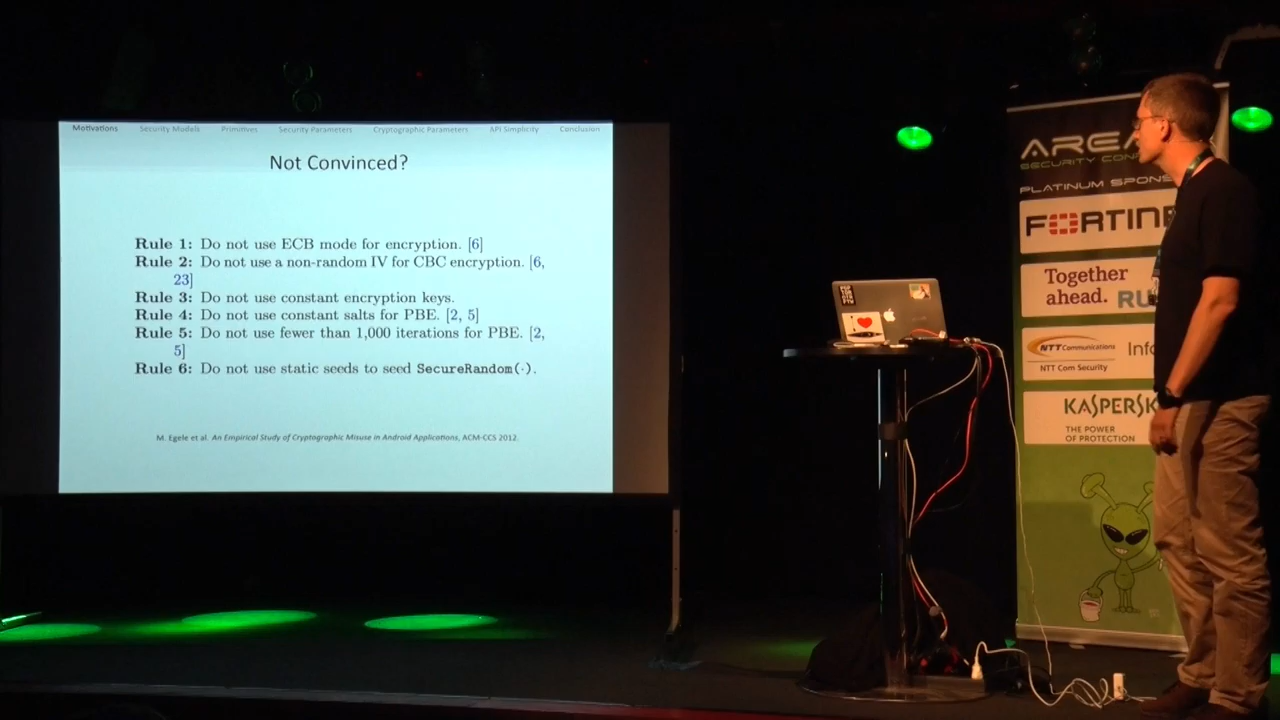 Motivations Security Models Primitives Security Parameters Cryptographic Parameters API Simplicity Conclusion
Not Convinced?
Rule 1: Do not use ECB mode for encryption. [6]
Rule 2: Do not use a non-random IV for CBC encryption. [6,
23]
Rule 3: Do not use constant encryption keys.
Rule 4: Do not use constant salts for PBE. [2, 5]
Rule 5: Do not use fewer than 1,000 iterations for PBE. [2,
5]
Rule 6: Do not use static seeds to seed SecureRandom(·).
M. Egele et al. An Empirical Study of Cryptographic Misuse in Android Applications, ACM-CCS 2012.
AREA
SECURITY CON
PLATINUM SPONS
FORTINE
Together
ahead. RU
NTT Communications
NTT Com Security
Info
KASPERSK
THE POWER
OF PROTECTION